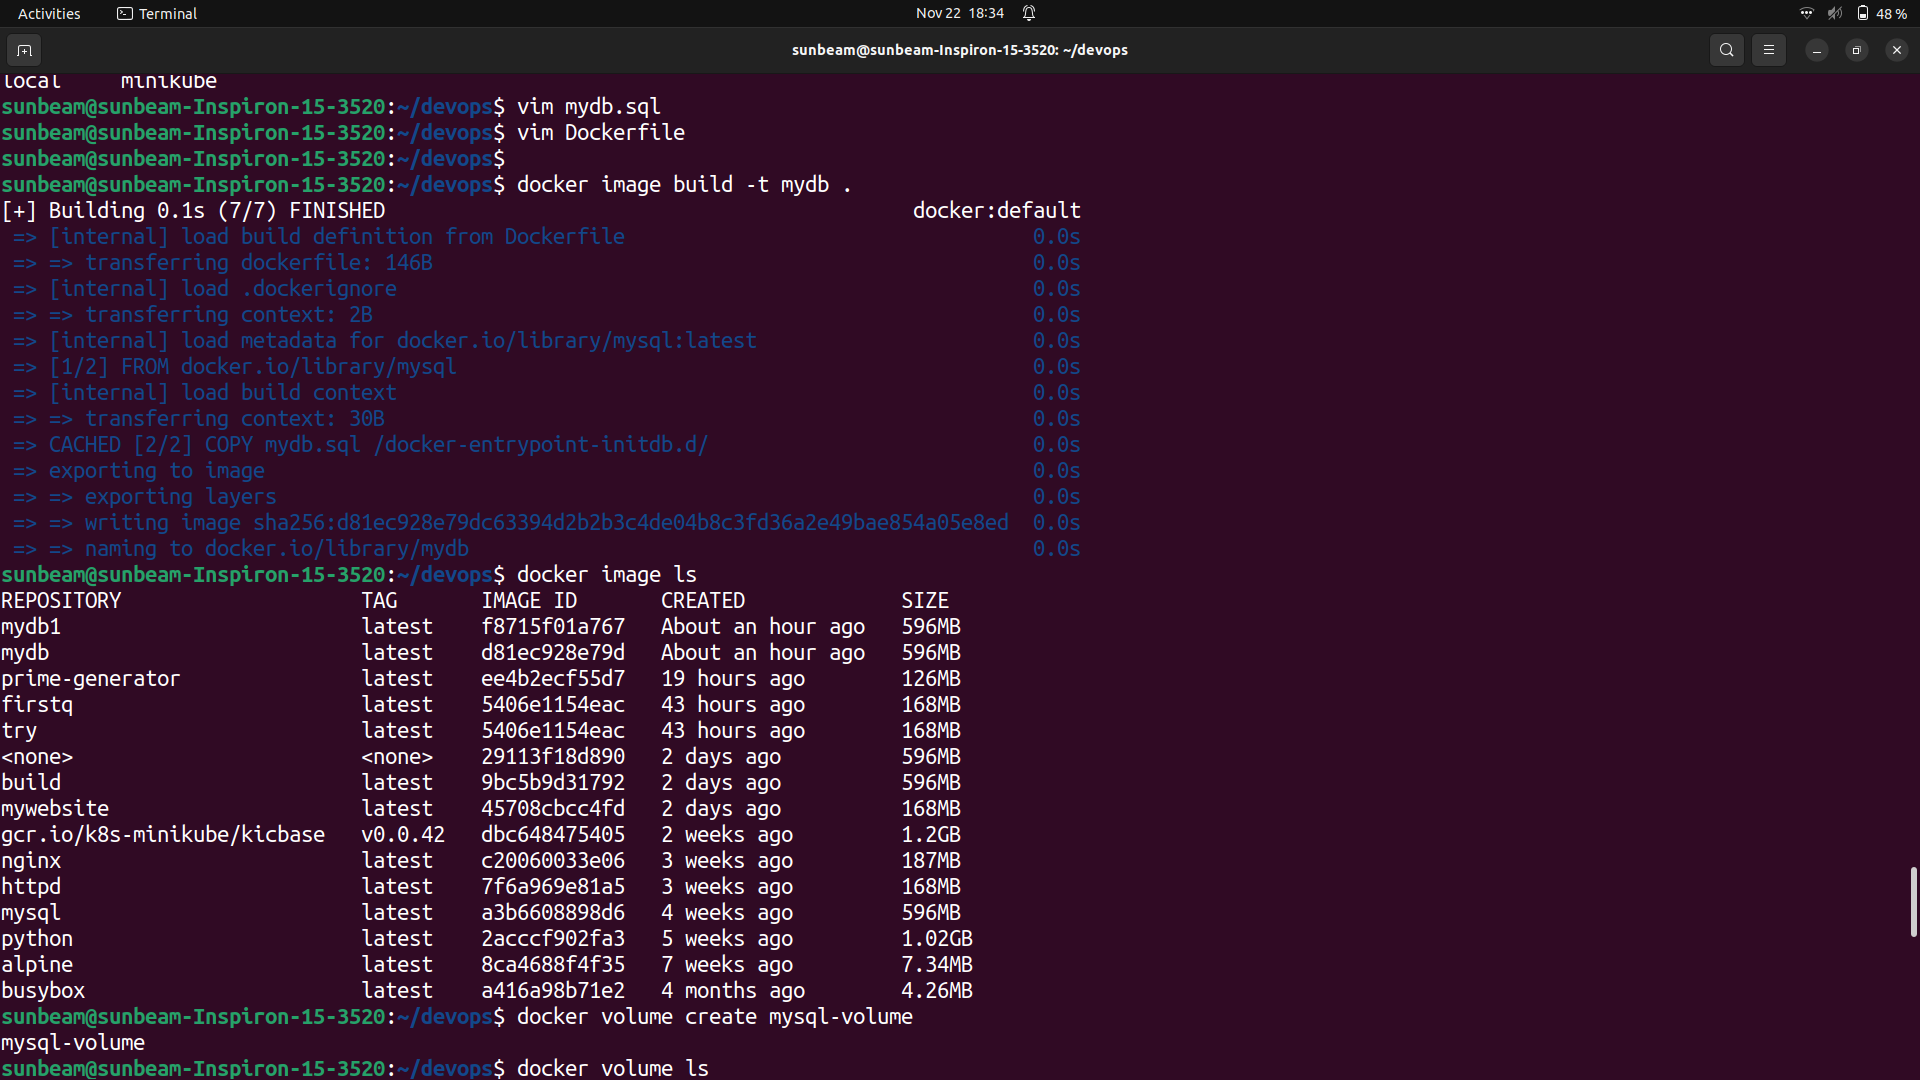 Activities Terminal Nov 22 18:34 48 %
sunbeam@sunbeam-Inspiron-15-3520: ~/devops
local     minikube
sunbeam@sunbeam-Inspiron-15-3520:~/devops$ vim mydb.sql
sunbeam@sunbeam-Inspiron-15-3520:~/devops$ vim Dockerfile
sunbeam@sunbeam-Inspiron-15-3520:~/devops$
sunbeam@sunbeam-Inspiron-15-3520:~/devops$ docker image build -t mydb .
[+] Building 0.1s (7/7) FINISHED                                            docker:default
 => [internal] load build definition from Dockerfile                                  0.0s
 => => transferring dockerfile: 146B                                                  0.0s
 => [internal] load .dockerignore                                                     0.0s
 => => transferring context: 2B                                                       0.0s
 => [internal] load metadata for docker.io/library/mysql:latest                       0.0s
 => [1/2] FROM docker.io/library/mysql                                                0.0s
 => [internal] load build context                                                     0.0s
 => => transferring context: 30B                                                      0.0s
 => CACHED [2/2] COPY mydb.sql /docker-entrypoint-initdb.d/                           0.0s
 => exporting to image                                                                0.0s
 => => exporting layers                                                               0.0s
 => => writing image sha256:d81ec928e79dc63394d2b2b3c4de04b8c3fd36a2e49bae854a05e8ed  0.0s
 => => naming to docker.io/library/mydb                                               0.0s
sunbeam@sunbeam-Inspiron-15-3520:~/devops$ docker image ls
REPOSITORY                    TAG       IMAGE ID       CREATED             SIZE
mydb1                         latest    f8715f01a767   About an hour ago   596MB
mydb                          latest    d81ec928e79d   About an hour ago   596MB
prime-generator               latest    ee4b2ecf55d7   19 hours ago        126MB
firstq                        latest    5406e1154eac   43 hours ago        168MB
try                           latest    5406e1154eac   43 hours ago        168MB
<none>                        <none>    29113f18d890   2 days ago          596MB
build                         latest    9bc5b9d31792   2 days ago          596MB
mywebsite                     latest    45708cbcc4fd   2 days ago          168MB
gcr.io/k8s-minikube/kicbase   v0.0.42   dbc648475405   2 weeks ago         1.2GB
nginx                         latest    c20060033e06   3 weeks ago         187MB
httpd                         latest    7f6a969e81a5   3 weeks ago         168MB
mysql                         latest    a3b6608898d6   4 weeks ago         596MB
python                        latest    2acccf902fa3   5 weeks ago         1.02GB
alpine                        latest    8ca4688f4f35   7 weeks ago         7.34MB
busybox                       latest    a416a98b71e2   4 months ago        4.26MB
sunbeam@sunbeam-Inspiron-15-3520:~/devops$ docker volume create mysql-volume
mysql-volume
sunbeam@sunbeam-Inspiron-15-3520:~/devops$ docker volume ls